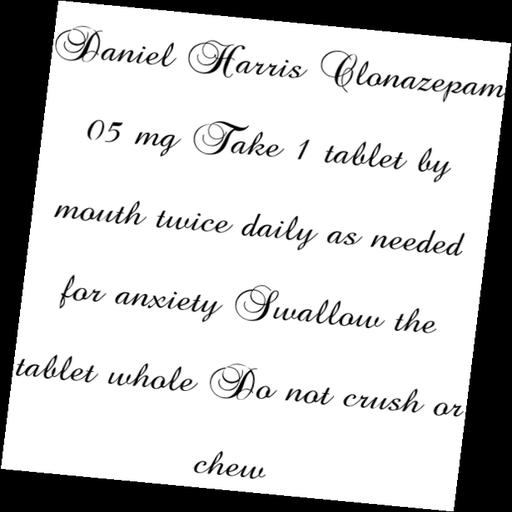 Daniel Harris Clonazepam
05 mg Take 1 tablet by
mouth twice daily as needed
for anxiety Swallow the
tablet whole Do not crush or
chew